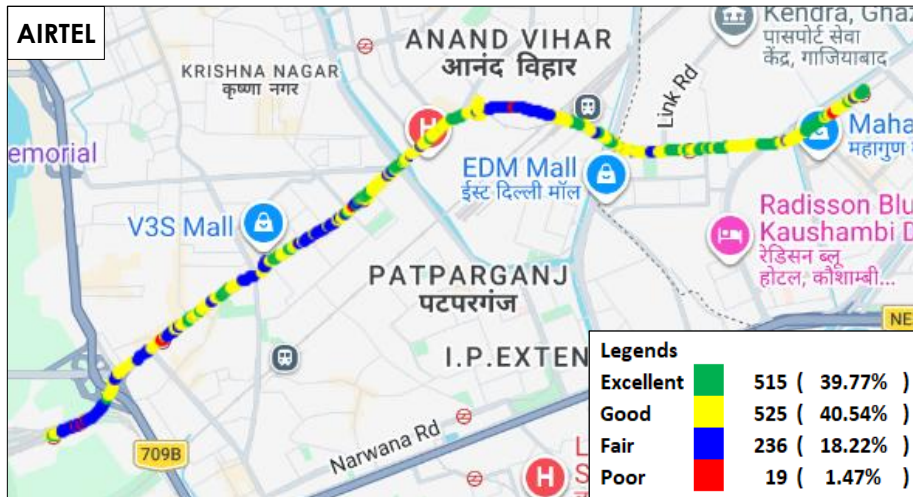 AIRTEL
Kendra, Ghaz
पासपोर्ट सेवा
केंद्र, गाजियाबाद
ANAND VIHAR
आनंद विहार
KRISHNA NAGAR
कृष्णा नगर
Link Rd
H
Maha
महागुण
emorial
EDM Mall
ईस्ट दिल्ली मॉल
V3S Mall
Radisson Blu
Kaushambi D
रेडिसन ब्लू
होटल, कौशाम्बी...
PATPARGANJ
पटपरगंज
NE
I.P.EXTEN
Narwana Rd
709B
H
L
S
Legends
Excellent 515 ( 39.77% )
Good 525 ( 40.54% )
Fair 236 ( 18.22% )
Poor 19 ( 1.47% )